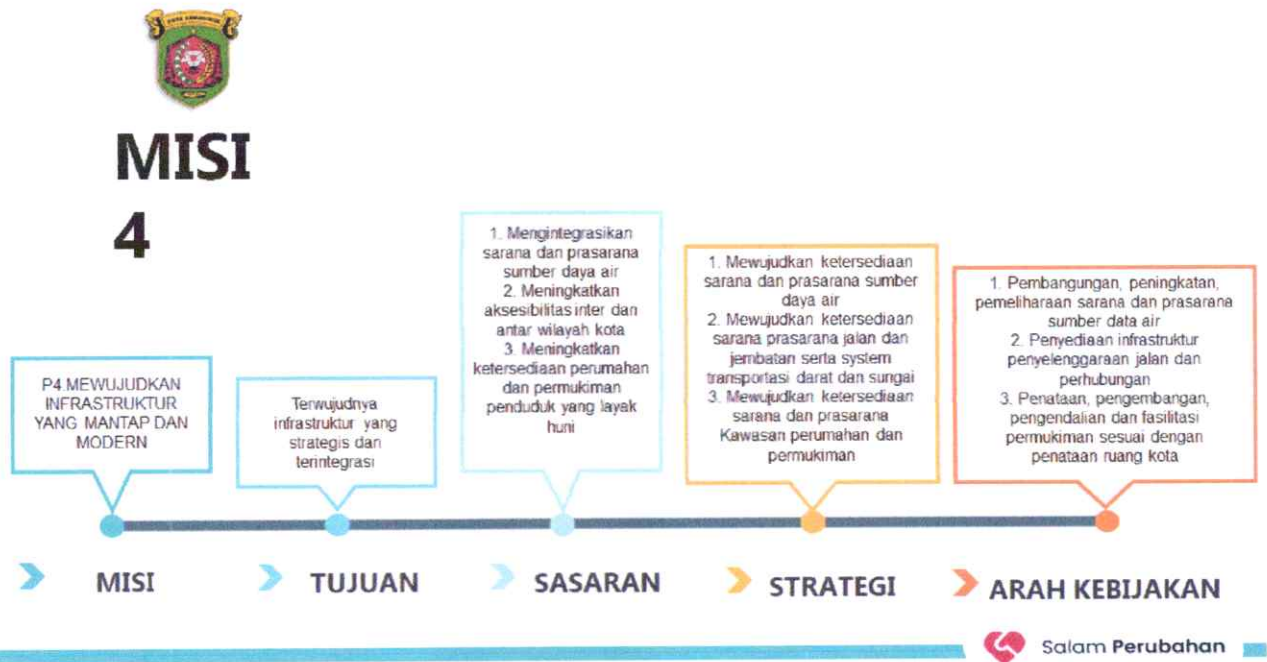 MISI
4
P4 MEWUJUDKAN
INFRASTRUKTUR
YANG MANTAP DAN
MODERN
Terwujudnya
infrastruktur yang
strategis dan
terintegrasi
1. Mengintegrasikan
sarana dan prasarana
sumber daya air
2. Meningkatkan
aksesibilitas inter dan
antar wilayah kota
3. Meningkatkan
ketersediaan perumahan
dan permukiman
penduduk yang layak
huni
1. Mewujudkan ketersediaan
sarana dan prasarana sumber
daya air
2. Mewujudkan ketersediaan
sarana prasarana jalan dan
jembatan serta system
transportasi darat dan sungai
3. Mewujudkan ketersediaan
sarana dan prasarana
Kawasan perumahan dan
permukiman
1. Pembangungan, peningkatan,
pemeliharaan sarana dan prasarana
sumber data air
2. Penyediaan infrastruktur
penyelenggaraan jalan dan
perhubungan
3. Penataan, pengembangan,
pengendalian dan fasilitasi
permukiman sesuai dengan
penataan ruang kota
MISI
TUJUAN
SASARAN
STRATEGI
ARAH KEBIJAKAN
Salam Perubahan